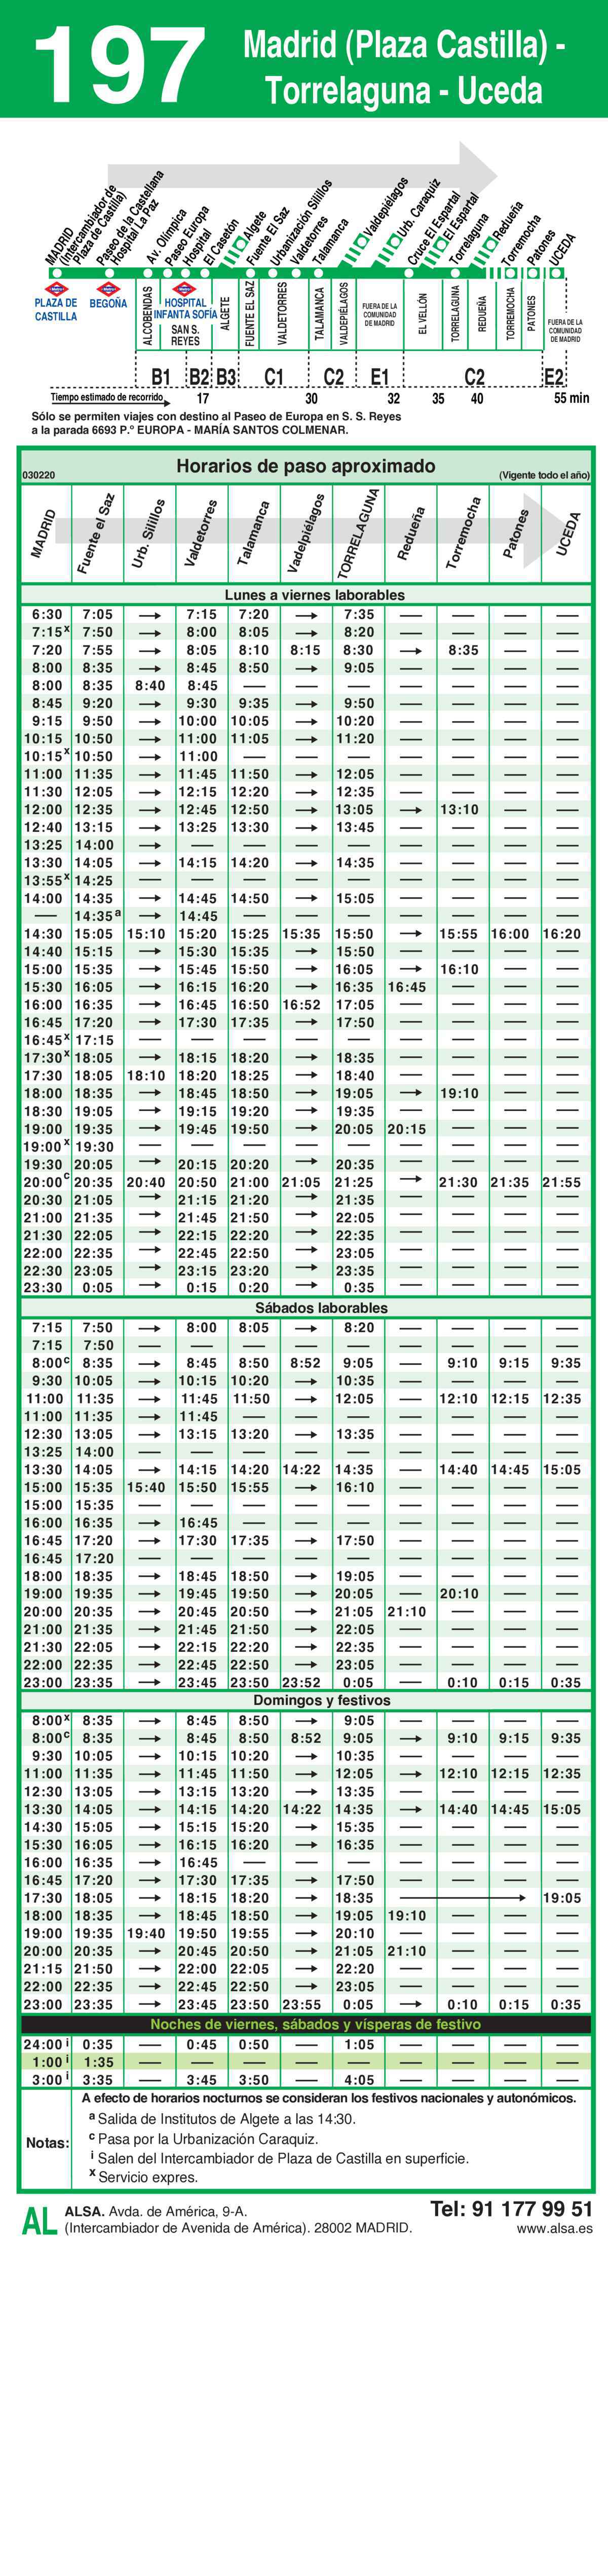 197
Madrid (Plaza Castilla) -
Torrelaguna - Uceda
MADRID
(Intercambiador de
Plaza de Castilla)
Paseo de la Castellana
Hospital La Paz
Av. Olímpica
Paseo Europa
Hospital
El Casetón
Algete
Fuente El Saz
Urbanización Silillos
Valdetorres
Talamanca
Valdepiélagos
Urb. Caraquiz
Cruce El Espartal
El Espartal
Torrelaguna
Redueña
Torremocha
Patones
UCEDA
PLAZA DE
CASTILLA
BEGOÑA
HOSPITAL
INFANTA SOFÍA
ALCOBENDAS
SAN S.
REYES
ALGETE
FUENTE EL SAZ
VALDETORRES
TALAMANCA
VALDEPIÉLAGOS
FUERA DE LA
COMUNIDAD
DE MADRID
EL VELLÓN
TORRELAGUNA
REDUEÑA
TORREMOCHA
PATONES
FUERA DE LA
COMUNIDAD
DE MADRID
B1 B2 B3 C1 C2 E1 C2 E2
Tiempo estimado de recorrido 17 30 32 35 40 55 min
Sólo se permiten viajes con destino al Paseo de Europa en S. S. Reyes
a la parada 6693 P.º EUROPA - MARÍA SANTOS COLMENAR.
030220
Horarios de paso aproximado
(Vigente todo el año)
MADRID
Fuente el Saz
Urb. Silillos
Valdetorres
Talamanca
Vadelpiélagos
TORRELAGUNA
Redueña
Torremocha
Patones
UCEDA
Lunes a viernes laborables
6:30 7:05 → 7:15 7:20 → 7:35 — — — —
7:15x 7:50 → 8:00 8:05 → 8:20 — — — —
7:20 7:55 → 8:05 8:10 8:15 8:30 → 8:35 — —
8:00 8:35 → 8:45 8:50 → 9:05 — — — —
8:00 8:35 8:40 8:45 — — — — — — —
8:45 9:20 → 9:30 9:35 → 9:50 — — — —
9:15 9:50 → 10:00 10:05 → 10:20 — — — —
10:15 10:50 → 11:00 11:05 → 11:20 — — — —
10:15x 10:50 → 11:00 — — — — — — —
11:00 11:35 → 11:45 11:50 → 12:05 — — — —
11:30 12:05 → 12:15 12:20 → 12:35 — — — —
12:00 12:35 → 12:45 12:50 → 13:05 → 13:10 — —
12:40 13:15 → 13:25 13:30 → 13:45 — — — —
13:25 14:00 → — — — — — — — —
13:30 14:05 → 14:15 14:20 → 14:35 — — — —
13:55x 14:25 — — — — — — — — —
14:00 14:35 → 14:45 14:50 → 15:05 — — — —
— 14:35a → 14:45 — — — — — — —
14:30 15:05 15:10 15:20 15:25 15:35 15:50 → 15:55 16:00 16:20
14:40 15:15 → 15:30 15:35 → 15:50 — — — —
15:00 15:35 → 15:45 15:50 → 16:05 → 16:10 — —
15:30 16:05 → 16:15 16:20 → 16:35 16:45 — — —
16:00 16:35 → 16:45 16:50 16:52 17:05 — — — —
16:45 17:20 → 17:30 17:35 → 17:50 — — — —
16:45x 17:15 — — — — — — — — —
17:30x 18:05 → 18:15 18:20 → 18:35 — — — —
17:30 18:05 18:10 18:20 18:25 → 18:40 — — — —
18:00 18:35 → 18:45 18:50 → 19:05 → 19:10 — —
18:30 19:05 → 19:15 19:20 → 19:35 — — — —
19:00 19:35 → 19:45 19:50 → 20:05 20:15 — — —
19:00x 19:30 — — — — — — — — —
19:30 20:05 → 20:15 20:20 → 20:35 — — — —
20:00c 20:35 20:40 20:50 21:00 21:05 21:25 → 21:30 21:35 21:55
20:30 21:05 → 21:15 21:20 → 21:35 — — — —
21:00 21:35 → 21:45 21:50 → 22:05 — — — —
21:30 22:05 → 22:15 22:20 → 22:35 — — — —
22:00 22:35 → 22:45 22:50 → 23:05 — — — —
22:30 23:05 → 23:15 23:20 → 23:35 — — — —
23:30 0:05 → 0:15 0:20 → 0:35 — — — —
Sábados laborables
7:15 7:50 → 8:00 8:05 → 8:20 — — — —
7:15 7:50 — — — — — — — — —
8:00c 8:35 → 8:45 8:50 8:52 9:05 — 9:10 9:15 9:35
9:30 10:05 → 10:15 10:20 → 10:35 — — — —
11:00 11:35 → 11:45 11:50 → 12:05 — 12:10 12:15 12:35
11:00 11:35 → 11:45 — — — — — — —
12:30 13:05 → 13:15 13:20 → 13:35 — — — —
13:25 14:00 — — — — — — — — —
13:30 14:05 → 14:15 14:20 14:22 14:35 — 14:40 14:45 15:05
15:00 15:35 15:40 15:50 15:55 → 16:10 — — — —
15:00 15:35 — — — — — — — — —
16:00 16:35 → 16:45 — — — — — — —
16:45 17:20 → 17:30 17:35 → 17:50 — — — —
16:45 17:20 — — — — — — — — —
18:00 18:35 → 18:45 18:50 → 19:05 — — — —
19:00 19:35 → 19:45 19:50 → 20:05 — 20:10 — —
20:00 20:35 → 20:45 20:50 → 21:05 21:10 — — —
21:00 21:35 → 21:45 21:50 → 22:05 — — — —
21:30 22:05 → 22:15 22:20 → 22:35 — — — —
22:00 22:35 → 22:45 22:50 → 23:05 — — — —
23:00 23:35 → 23:45 23:50 23:52 0:05 — 0:10 0:15 0:35
Domingos y festivos
8:00x 8:35 → 8:45 8:50 → 9:05 — — — —
8:00c 8:35 → 8:45 8:50 8:52 9:05 → 9:10 9:15 9:35
9:30 10:05 → 10:15 10:20 → 10:35 — — — —
11:00 11:35 → 11:45 11:50 → 12:05 → 12:10 12:15 12:35
12:30 13:05 → 13:15 13:20 → 13:35 — — — —
13:30 14:05 → 14:15 14:20 14:22 14:35 → 14:40 14:45 15:05
14:30 15:05 → 15:15 15:20 → 15:35 — — — —
15:30 16:05 → 16:15 16:20 → 16:35 — — — —
16:00 16:35 → 16:45 — — — — — — —
16:45 17:20 → 17:30 17:35 → 17:50 — — — —
17:30 18:05 → 18:15 18:20 → 18:35 → 19:05
18:00 18:35 → 18:45 18:50 → 19:05 19:10 — — —
19:00 19:35 19:40 19:50 19:55 → 20:10 — — — —
20:00 20:35 → 20:45 20:50 → 21:05 21:10 — — —
21:15 21:50 → 22:00 22:05 → 22:20 — — — —
22:00 22:35 → 22:45 22:50 → 23:05 — — — —
23:00 23:35 → 23:45 23:50 23:55 0:05 → 0:10 0:15 0:35
Noches de viernes, sábados y vísperas de festivo
24:00i 0:35 — 0:45 0:50 — 1:05 — — — —
1:00i 1:35 — — — — — — — — —
3:00i 3:35 — 3:45 3:50 — 4:05 — — — —
Notas:
A efecto de horarios nocturnos se consideran los festivos nacionales y autonómicos.
a Salida de Institutos de Algete a las 14:30.
c Pasa por la Urbanización Caraquiz.
i Salen del Intercambiador de Plaza de Castilla en superficie.
x Servicio expres.
AL
ALSA. Avda. de América, 9-A.
(Intercambiador de Avenida de América). 28002 MADRID.
Tel: 91 177 99 51
www.alsa.es